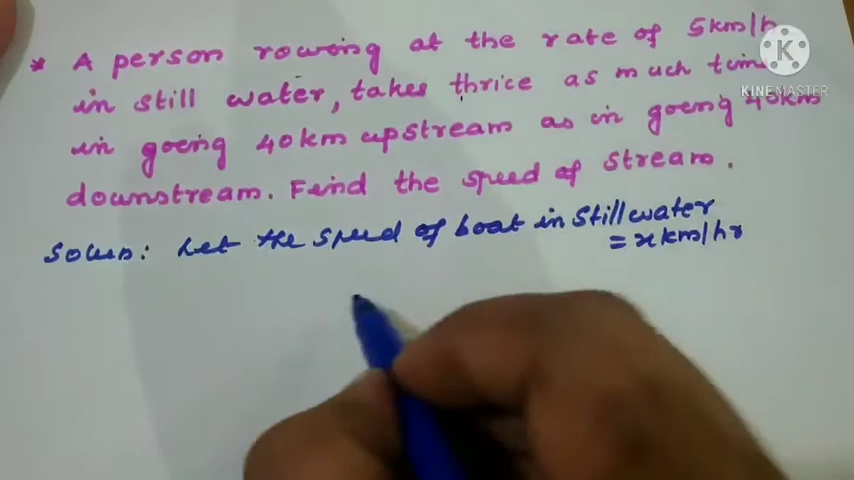 * A person rowing at the rate of 5km/h
in still water, takes thrice as much time
in going 40km upstream as in going 40km
downstream. Find the speed of stream.
Soln: Let the speed of boat in still water
= x km/hr
K
KINEMASTER